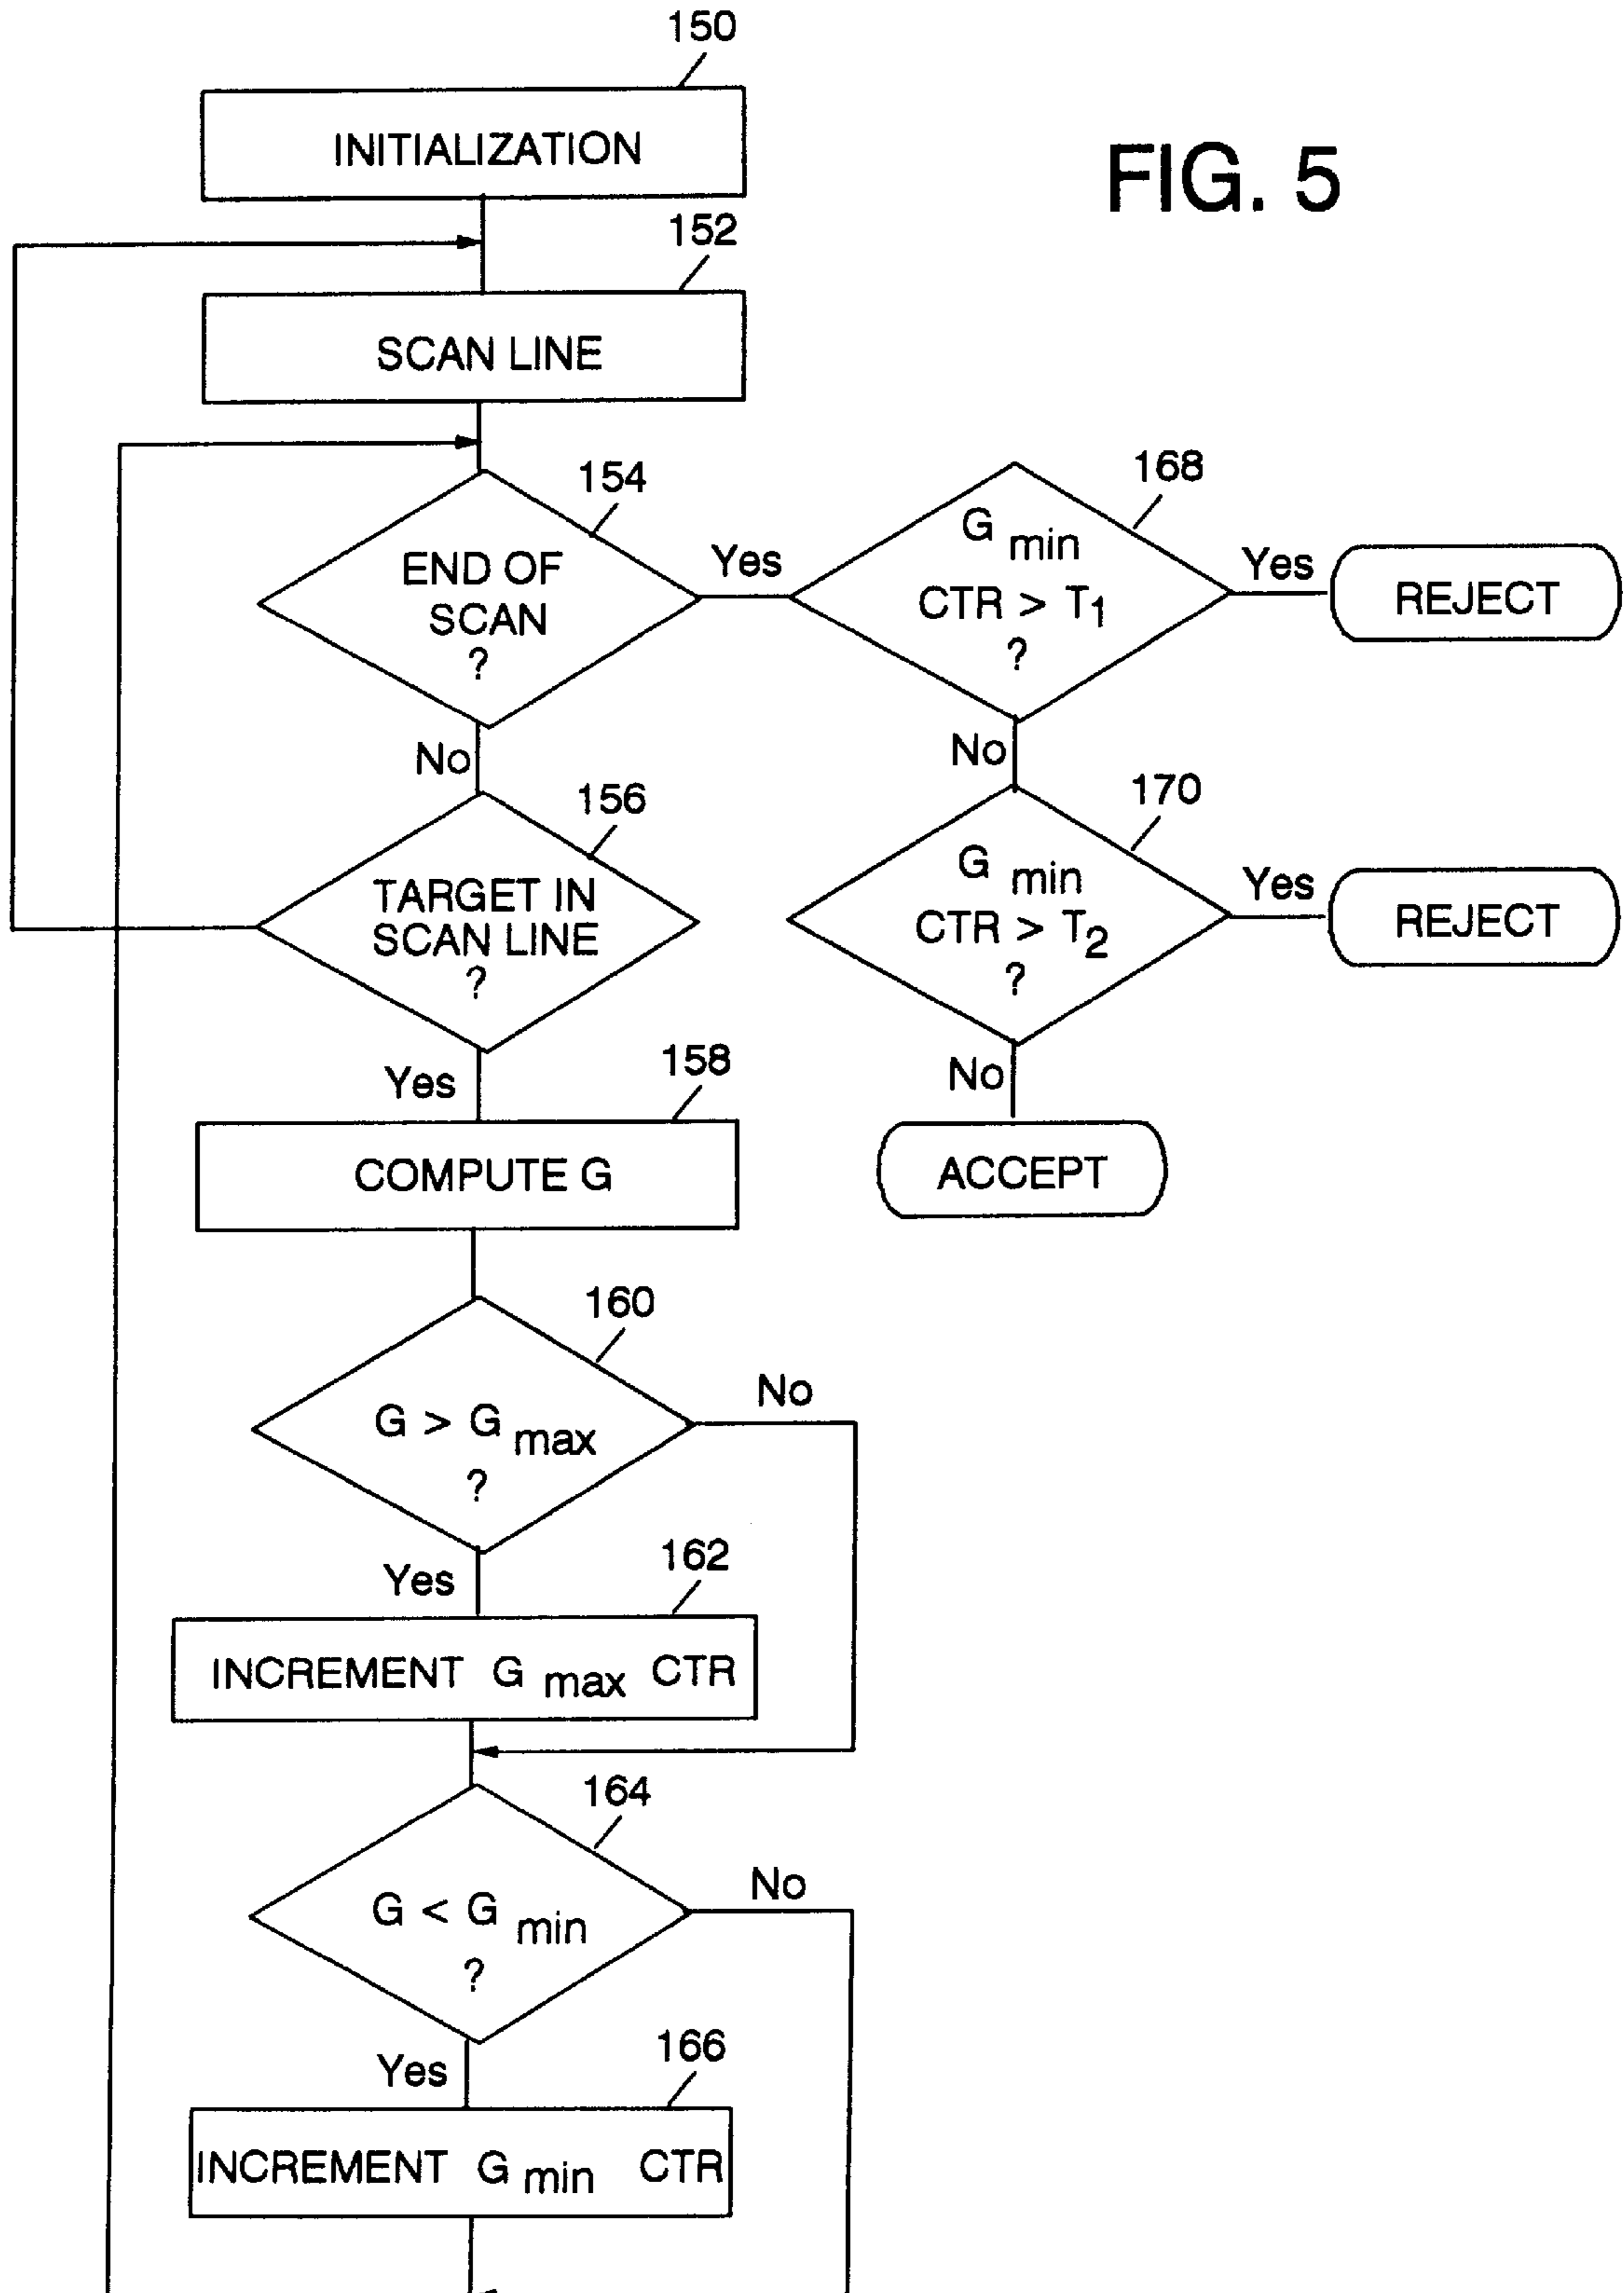 150
INITIALIZATION
FIG. 5
152
SCAN LINE
154
END OF
SCAN
?
Yes
168
G min
CTR > T1
?
Yes
REJECT
No
No
156
TARGET IN
SCAN LINE
?
170
G min
CTR > T2
?
Yes
REJECT
Yes
No
158
COMPUTE G
ACCEPT
160
G > G max
?
No
Yes
162
INCREMENT G max CTR
164
G < G min
?
No
Yes
166
INCREMENT G min CTR